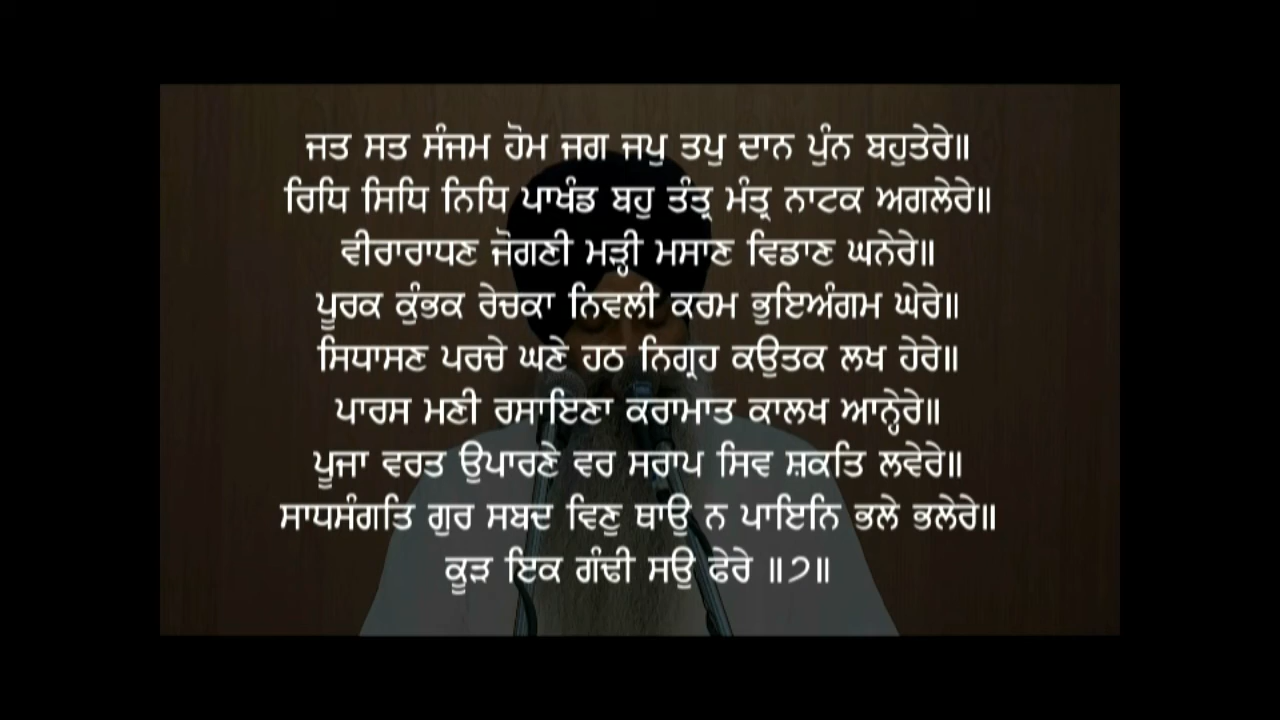 ਜਤ ਸਤ ਸੰਜਮ ਹੋਮ ਜਗ ਜਪੁ ਤਪੁ ਦਾਨ ਪੁੰਨ ਬਹੁਤੇਰੇ॥
ਰਿਧਿ ਸਿਧਿ ਨਿਧਿ ਪਾਖੰਡ ਬਹੁ ਤੰਤ੍ਰ ਮੰਤ੍ਰ ਨਾਟਕ ਅਗਲੇਰੇ॥
ਵੀਰਾਰਾਧਣ ਜੋਗਣੀ ਮੜ੍ਹੀ ਮਸਾਣ ਵਿਡਾਣ ਘਨੇਰੇ॥
ਪੂਰਕ ਕੁੰਭਕ ਰੇਚਕਾ ਨਿਵਲੀ ਕਰਮ ਭੁਇਅੰਗਮ ਘੇਰੇ॥
ਸਿਧਾਸਣ ਪਰਚੇ ਘਣੇ ਹਠ ਨਿਗ੍ਰਹ ਕਉਤਕ ਲਖ ਹੇਰੇ॥
ਪਾਰਸ ਮਣੀ ਰਸਾਇਣਾ ਕਰਾਮਾਤ ਕਾਲਖ ਆਨ੍ਹੇਰੇ॥
ਪੂਜਾ ਵਰਤ ਉਪਾਰਣੇ ਵਰ ਸਰਾਪ ਸਿਵ ਸ਼ਕਤਿ ਲਵੇਰੇ॥
ਸਾਧਸੰਗਤਿ ਗੁਰ ਸਬਦ ਵਿਣੁ ਥਾਉ ਨ ਪਾਇਨਿ ਭਲੇ ਭਲੇਰੇ॥
ਕੂੜ ਇਕ ਗੰਢੀ ਸਉ ਫੇਰੇ ॥੭॥